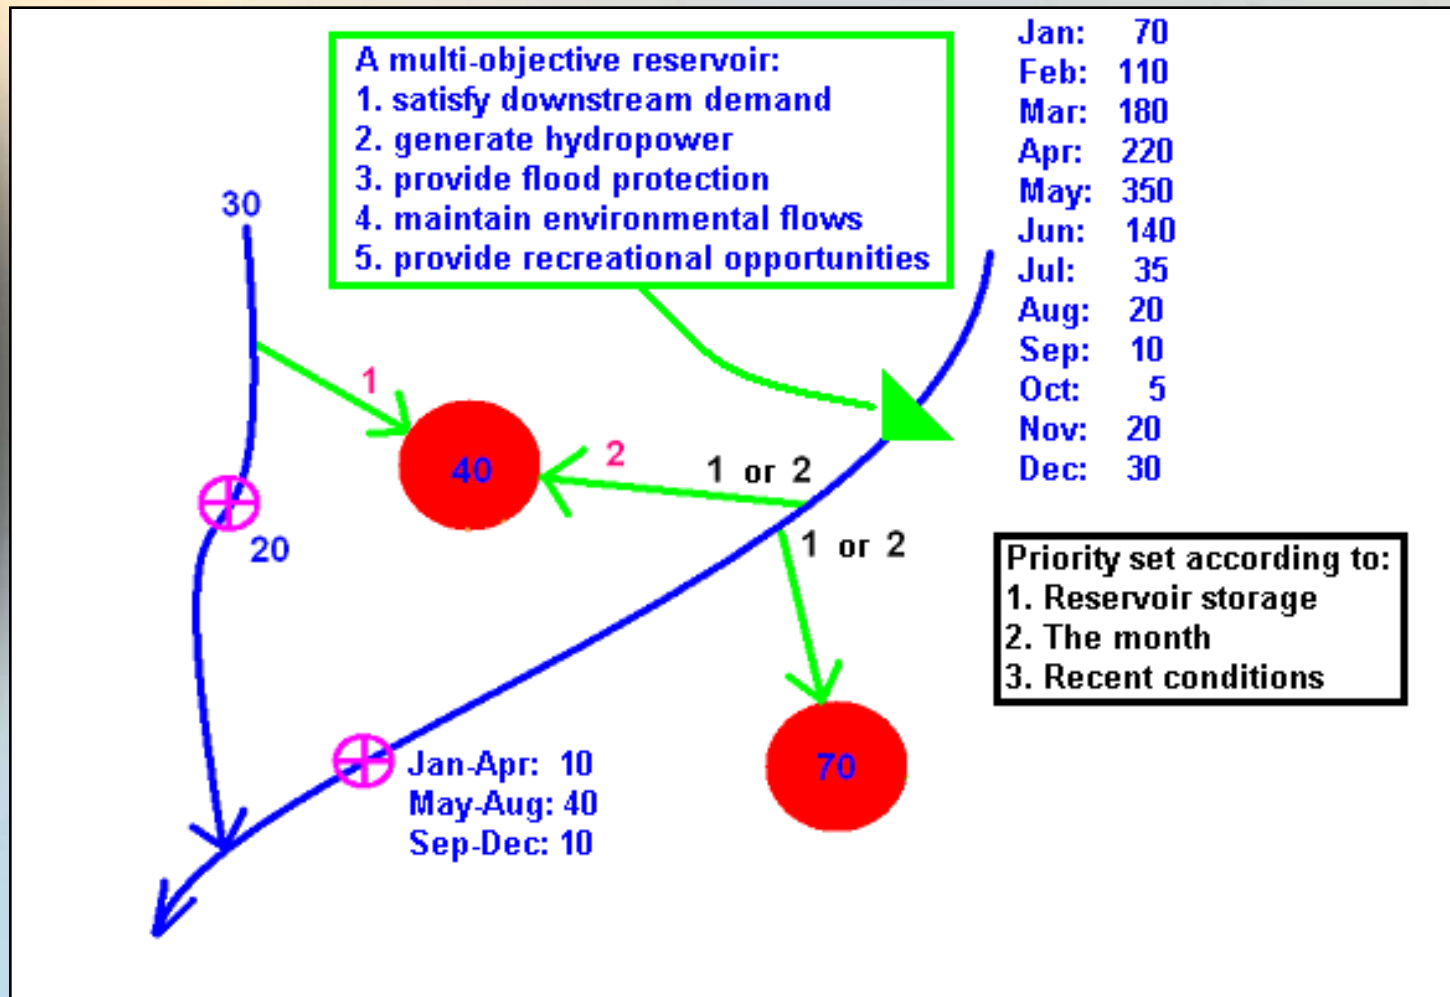 A multi-objective reservoir:
1. satisfy downstream demand
2. generate hydropower
3. provide flood protection
4. maintain environmental flows
5. provide recreational opportunities
Jan: 70
Feb: 110
Mar: 180
Apr: 220
May: 350
Jun: 140
Jul: 35
Aug: 20
Sep: 10
Oct: 5
Nov: 20
Dec: 30
30
1
40
2
1 or 2
1 or 2
20
Priority set according to:
1. Reservoir storage
2. The month
3. Recent conditions
70
Jan-Apr: 10
May-Aug: 40
Sep-Dec: 10